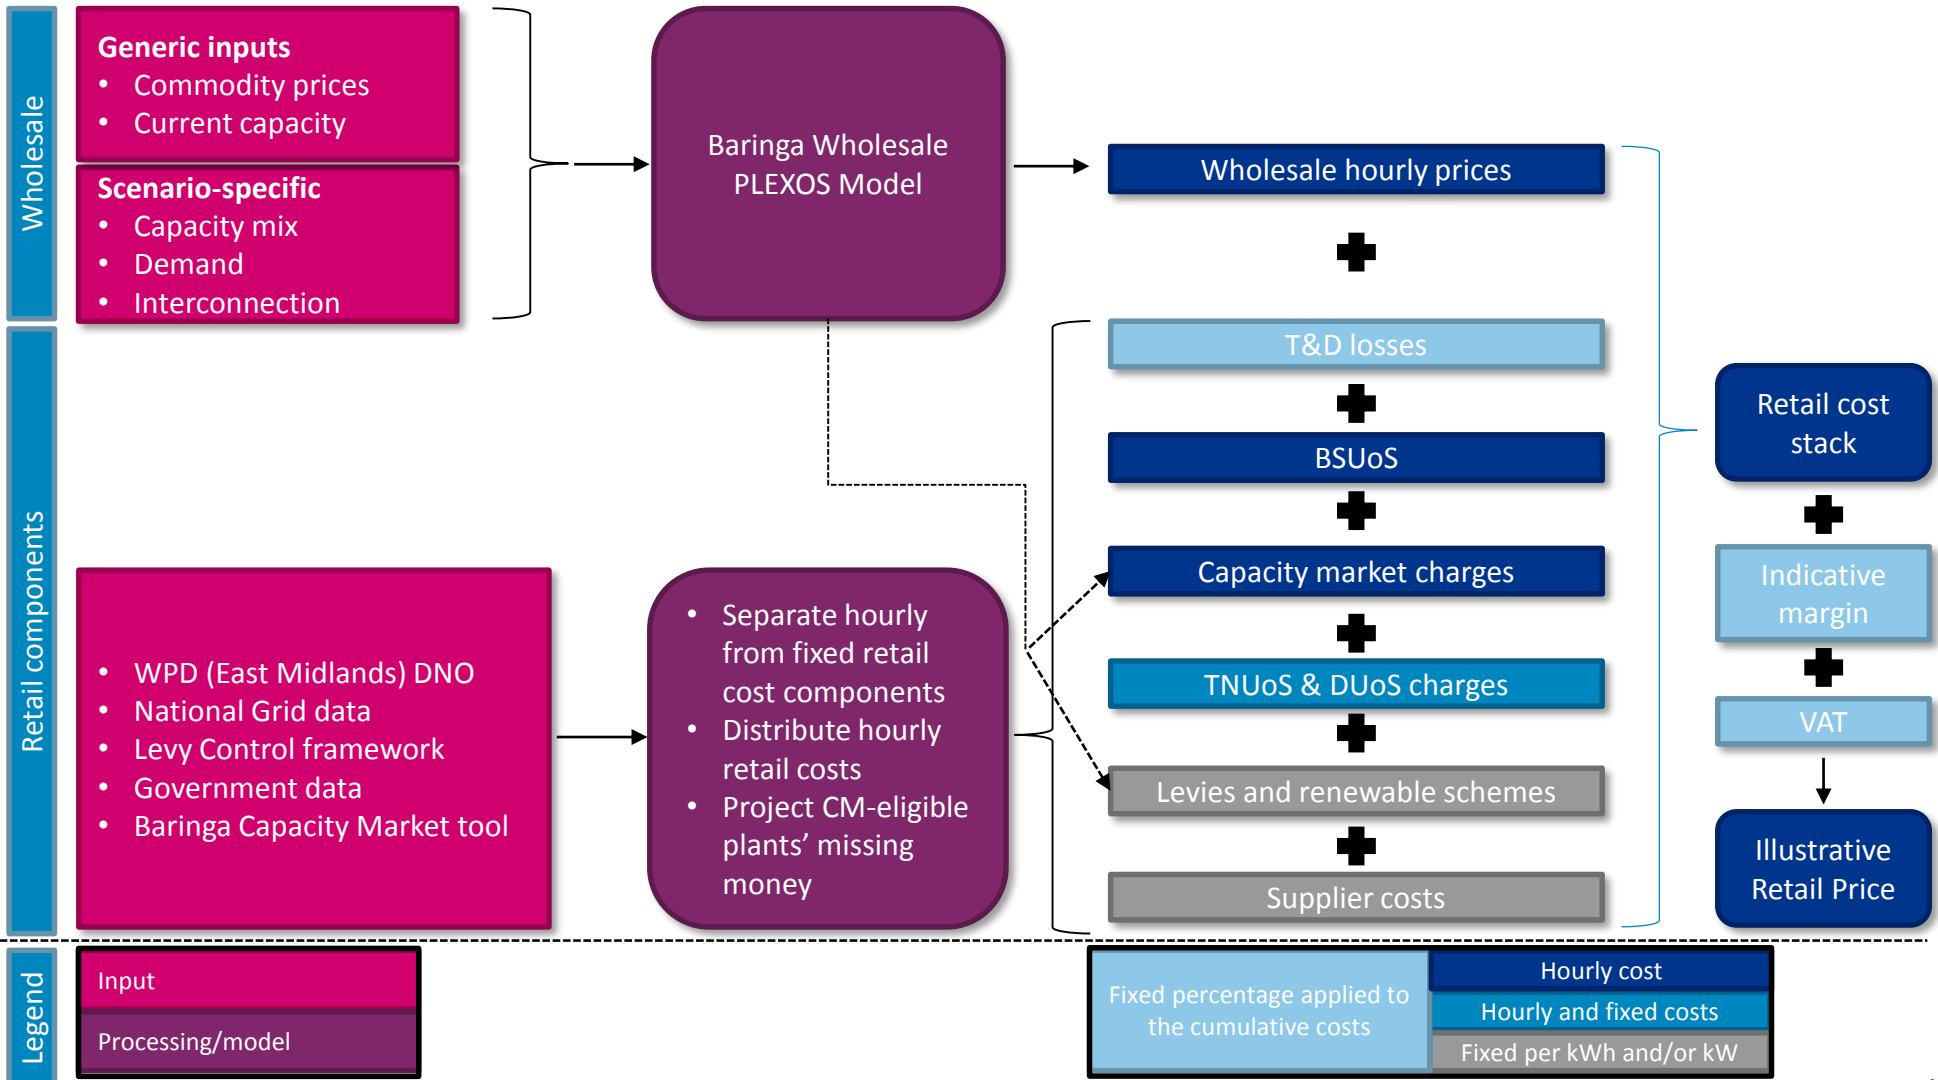 Wholesale
Generic inputs
• Commodity prices
• Current capacity
Scenario-specific
• Capacity mix
• Demand
• Interconnection
Baringa Wholesale
PLEXOS Model
Wholesale hourly prices
Retail components
• WPD (East Midlands) DNO
• National Grid data
• Levy Control framework
• Government data
• Baringa Capacity Market tool
• Separate hourly
from fixed retail
cost components
• Distribute hourly
retail costs
• Project CM-eligible
plants’ missing
money
T&D losses
BSUoS
Capacity market charges
TNUoS & DUoS charges
Levies and renewable schemes
Supplier costs
Retail cost
stack
Indicative
margin
VAT
Illustrative
Retail Price
Legend
Input
Processing/model
Fixed percentage applied to
the cumulative costs
Hourly cost
Hourly and fixed costs
Fixed per kWh and/or kW